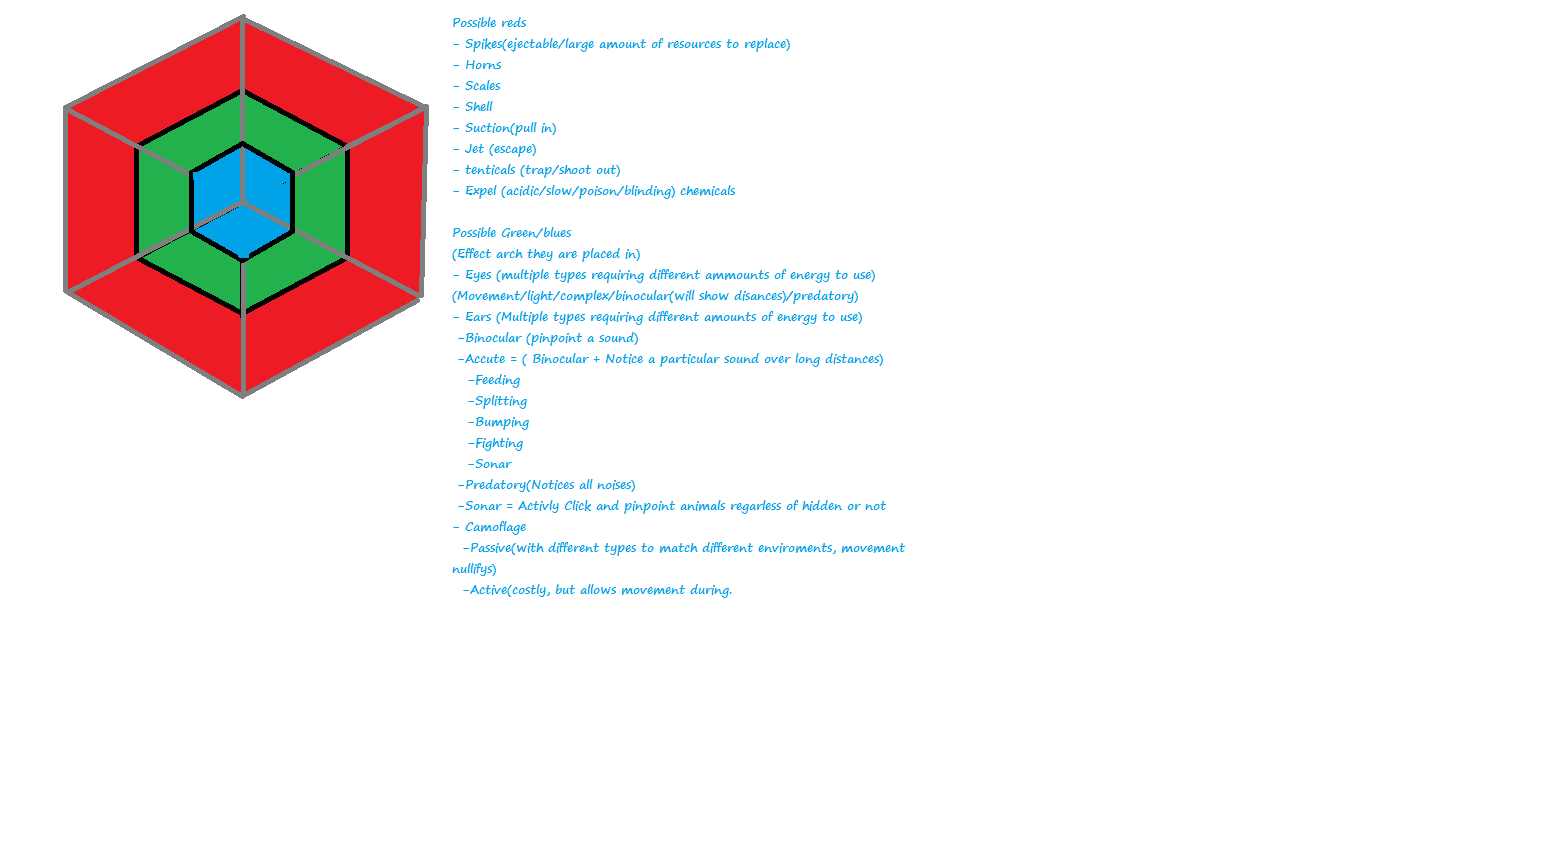 Possible reds
- Spikes(ejectable/large amount of resources to replace)
- Horns
- Scales
- Shell
- Suction(pull in)
- Jet (escape)
- tenticals (trap/shoot out)
- Expel (acidic/slow/poison/blinding) chemicals
Possible Green/blues
(Effect arch they are placed in)
- Eyes (multiple types requiring different ammounts of energy to use)
(Movement/light/complex/binocular(will show disances)/predatory)
- Ears (Multiple types requiring different amounts of energy to use)
-Binocular (pinpoint a sound)
-Accute = ( Binocular + Notice a particular sound over long distances)
-Feeding
-Splitting
-Bumping
-Fighting
-Sonar
-Predatory(Notices all noises)
-Sonar = Activly Click and pinpoint animals regarless of hidden or not
- Camoflage
-Passive(with different types to match different enviroments, movement
nullifys)
-Active(costly, but allows movement during.